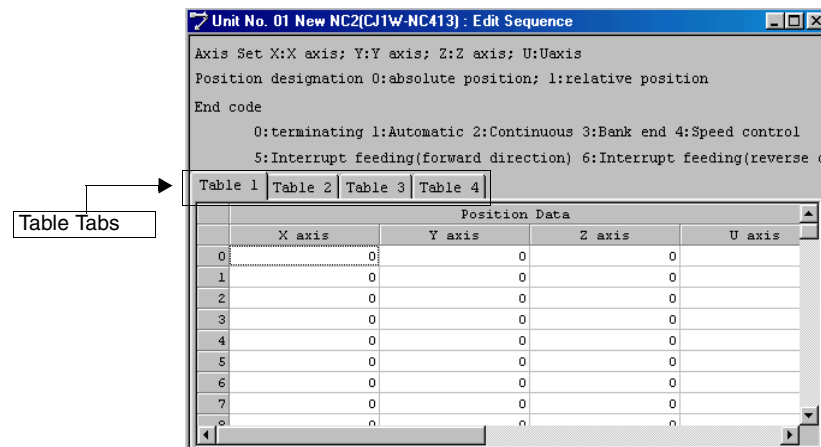 Unit No. 01 New NC2(CJ1W-NC413) : Edit Sequence
Axis Set X:X axis; Y:Y axis; Z:Z axis; U:Uaxis
Position designation 0:absolute position; 1:relative position
End code
0:terminating 1:Automatic 2:Continuous 3:Bank end 4:Speed control
5:Interrupt feeding(forward direction) 6:Interrupt feeding(reverse
Table 1 Table 2 Table 3 Table 4
Table Tabs
Position Data
X axis Y axis Z axis U axis
0 0 0 0
1 0 0 0
2 0 0 0
3 0 0 0
4 0 0 0
5 0 0 0
6 0 0 0
7 0 0 0
8 0 0 0